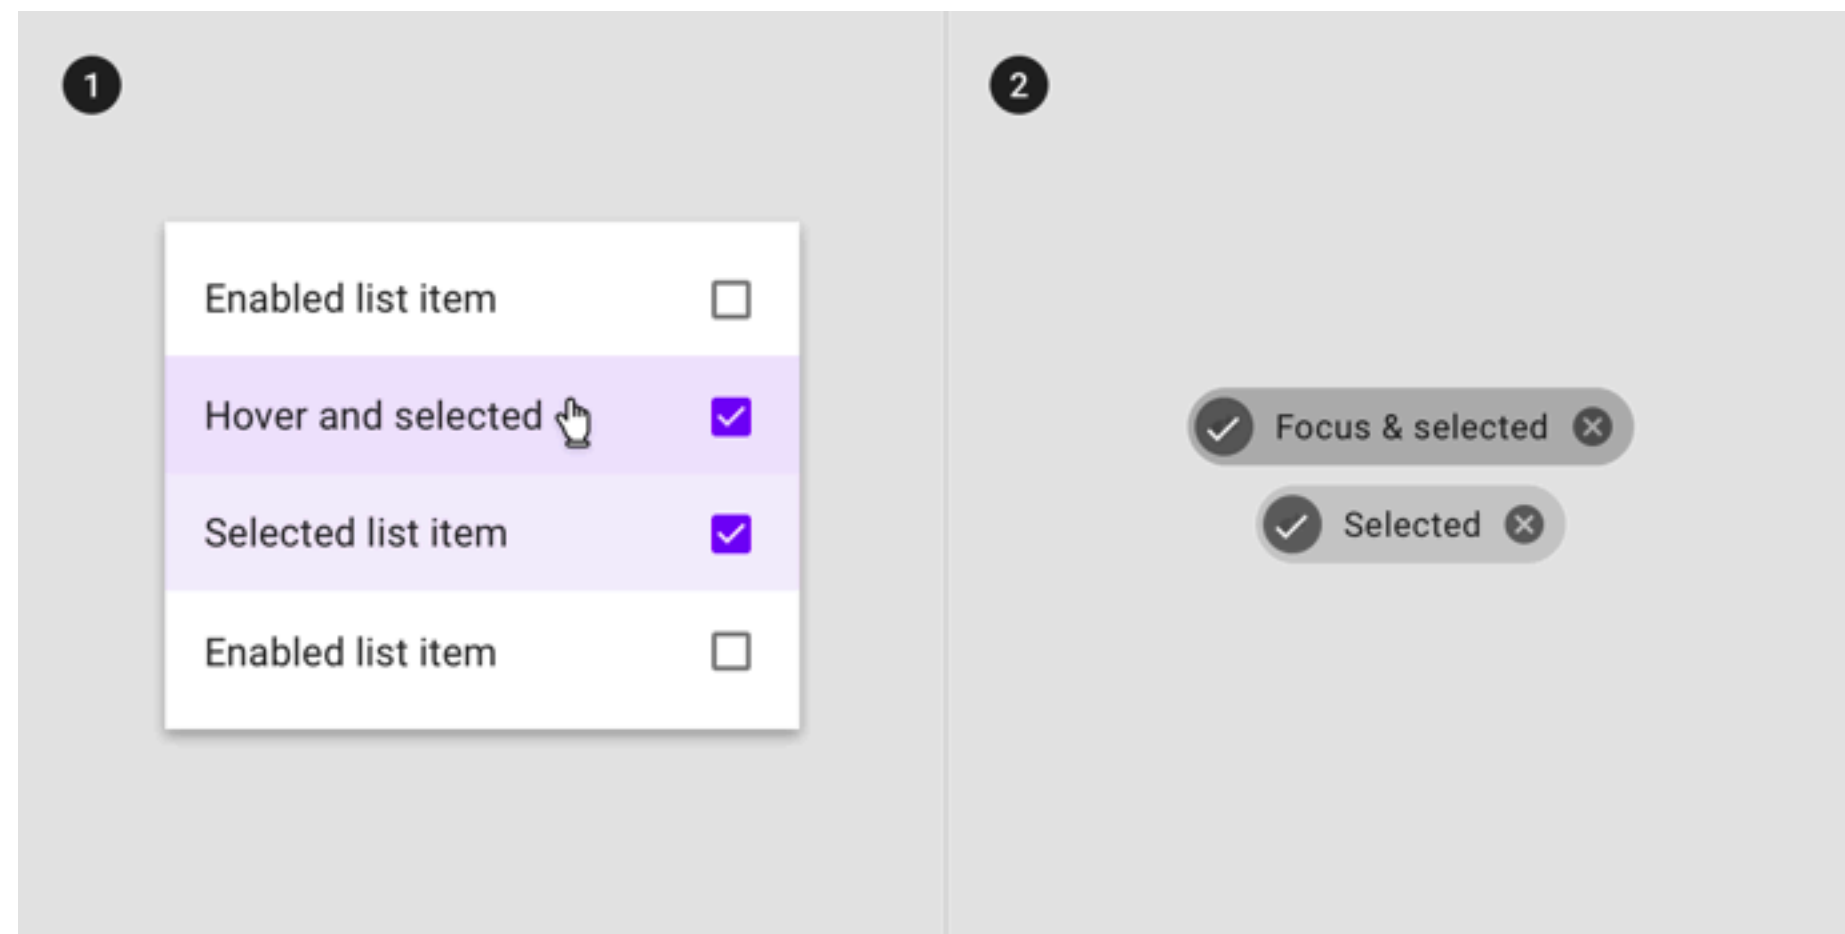 1
Enabled list item
Hover and selected
Selected list item
Enabled list item
2
Focus & selected
Selected